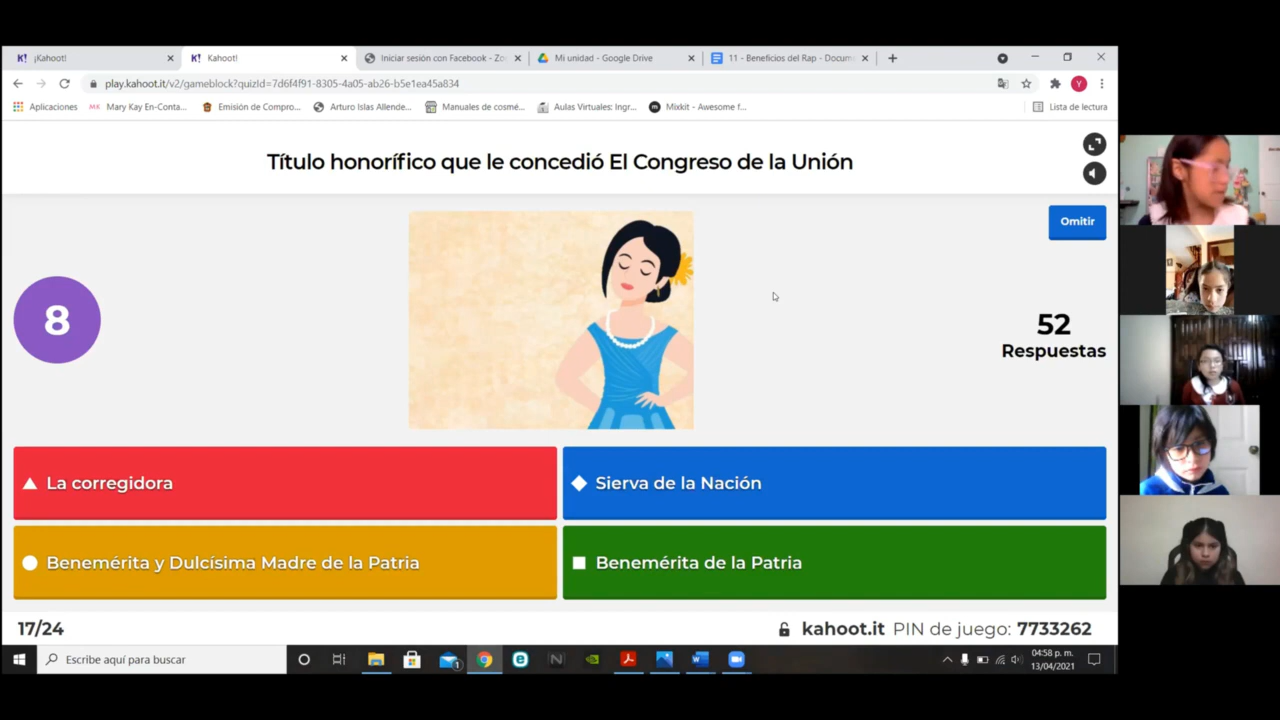 ¡Kahoot!
Kahoot!
Iniciar sesión con Facebook - Zo
Mi unidad - Google Drive
11 - Beneficios del Rap - Docum
play.kahoot.it/v2/gameblock?quizId=7d6f4f91-8305-4a05-ab26-b5e1ea45a834
Y
Aplicaciones
Mary Kay En-Conta...
Emisión de Compro...
Arturo Islas Allende...
Manuales de cosmé...
Aulas Virtuales: Ingr...
Mixkit - Awesome f...
Lista de lectura
Título honorífico que le concedió El Congreso de la Unión
Omitir
8
52
Respuestas
La corregidora
Sierva de la Nación
Benemérita y Dulcísima Madre de la Patria
Benemérita de la Patria
17/24
kahoot.it PIN de juego: 7733262
Escribe aquí para buscar
04:58 p. m.
13/04/2021